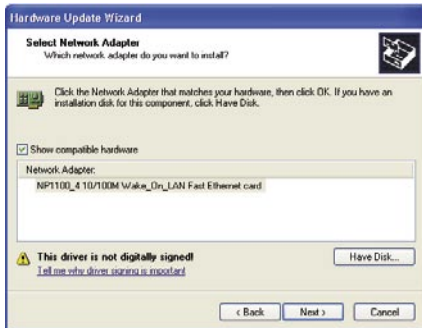 Hardware Update Wizard
Select Network Adapter
Which network adapter do you want to install?
Click the Network Adapter that matches your hardware, then click OK. If you have an
installation disk for this component, click Have Disk.
Show compatible hardware
Network Adapter:
NP1100_4 10/100M Wake_On_LAN Fast Ethernet card
This driver is not digitally signed!
Have Disk...
Tell me why driver signing is important
< Back
Next >
Cancel